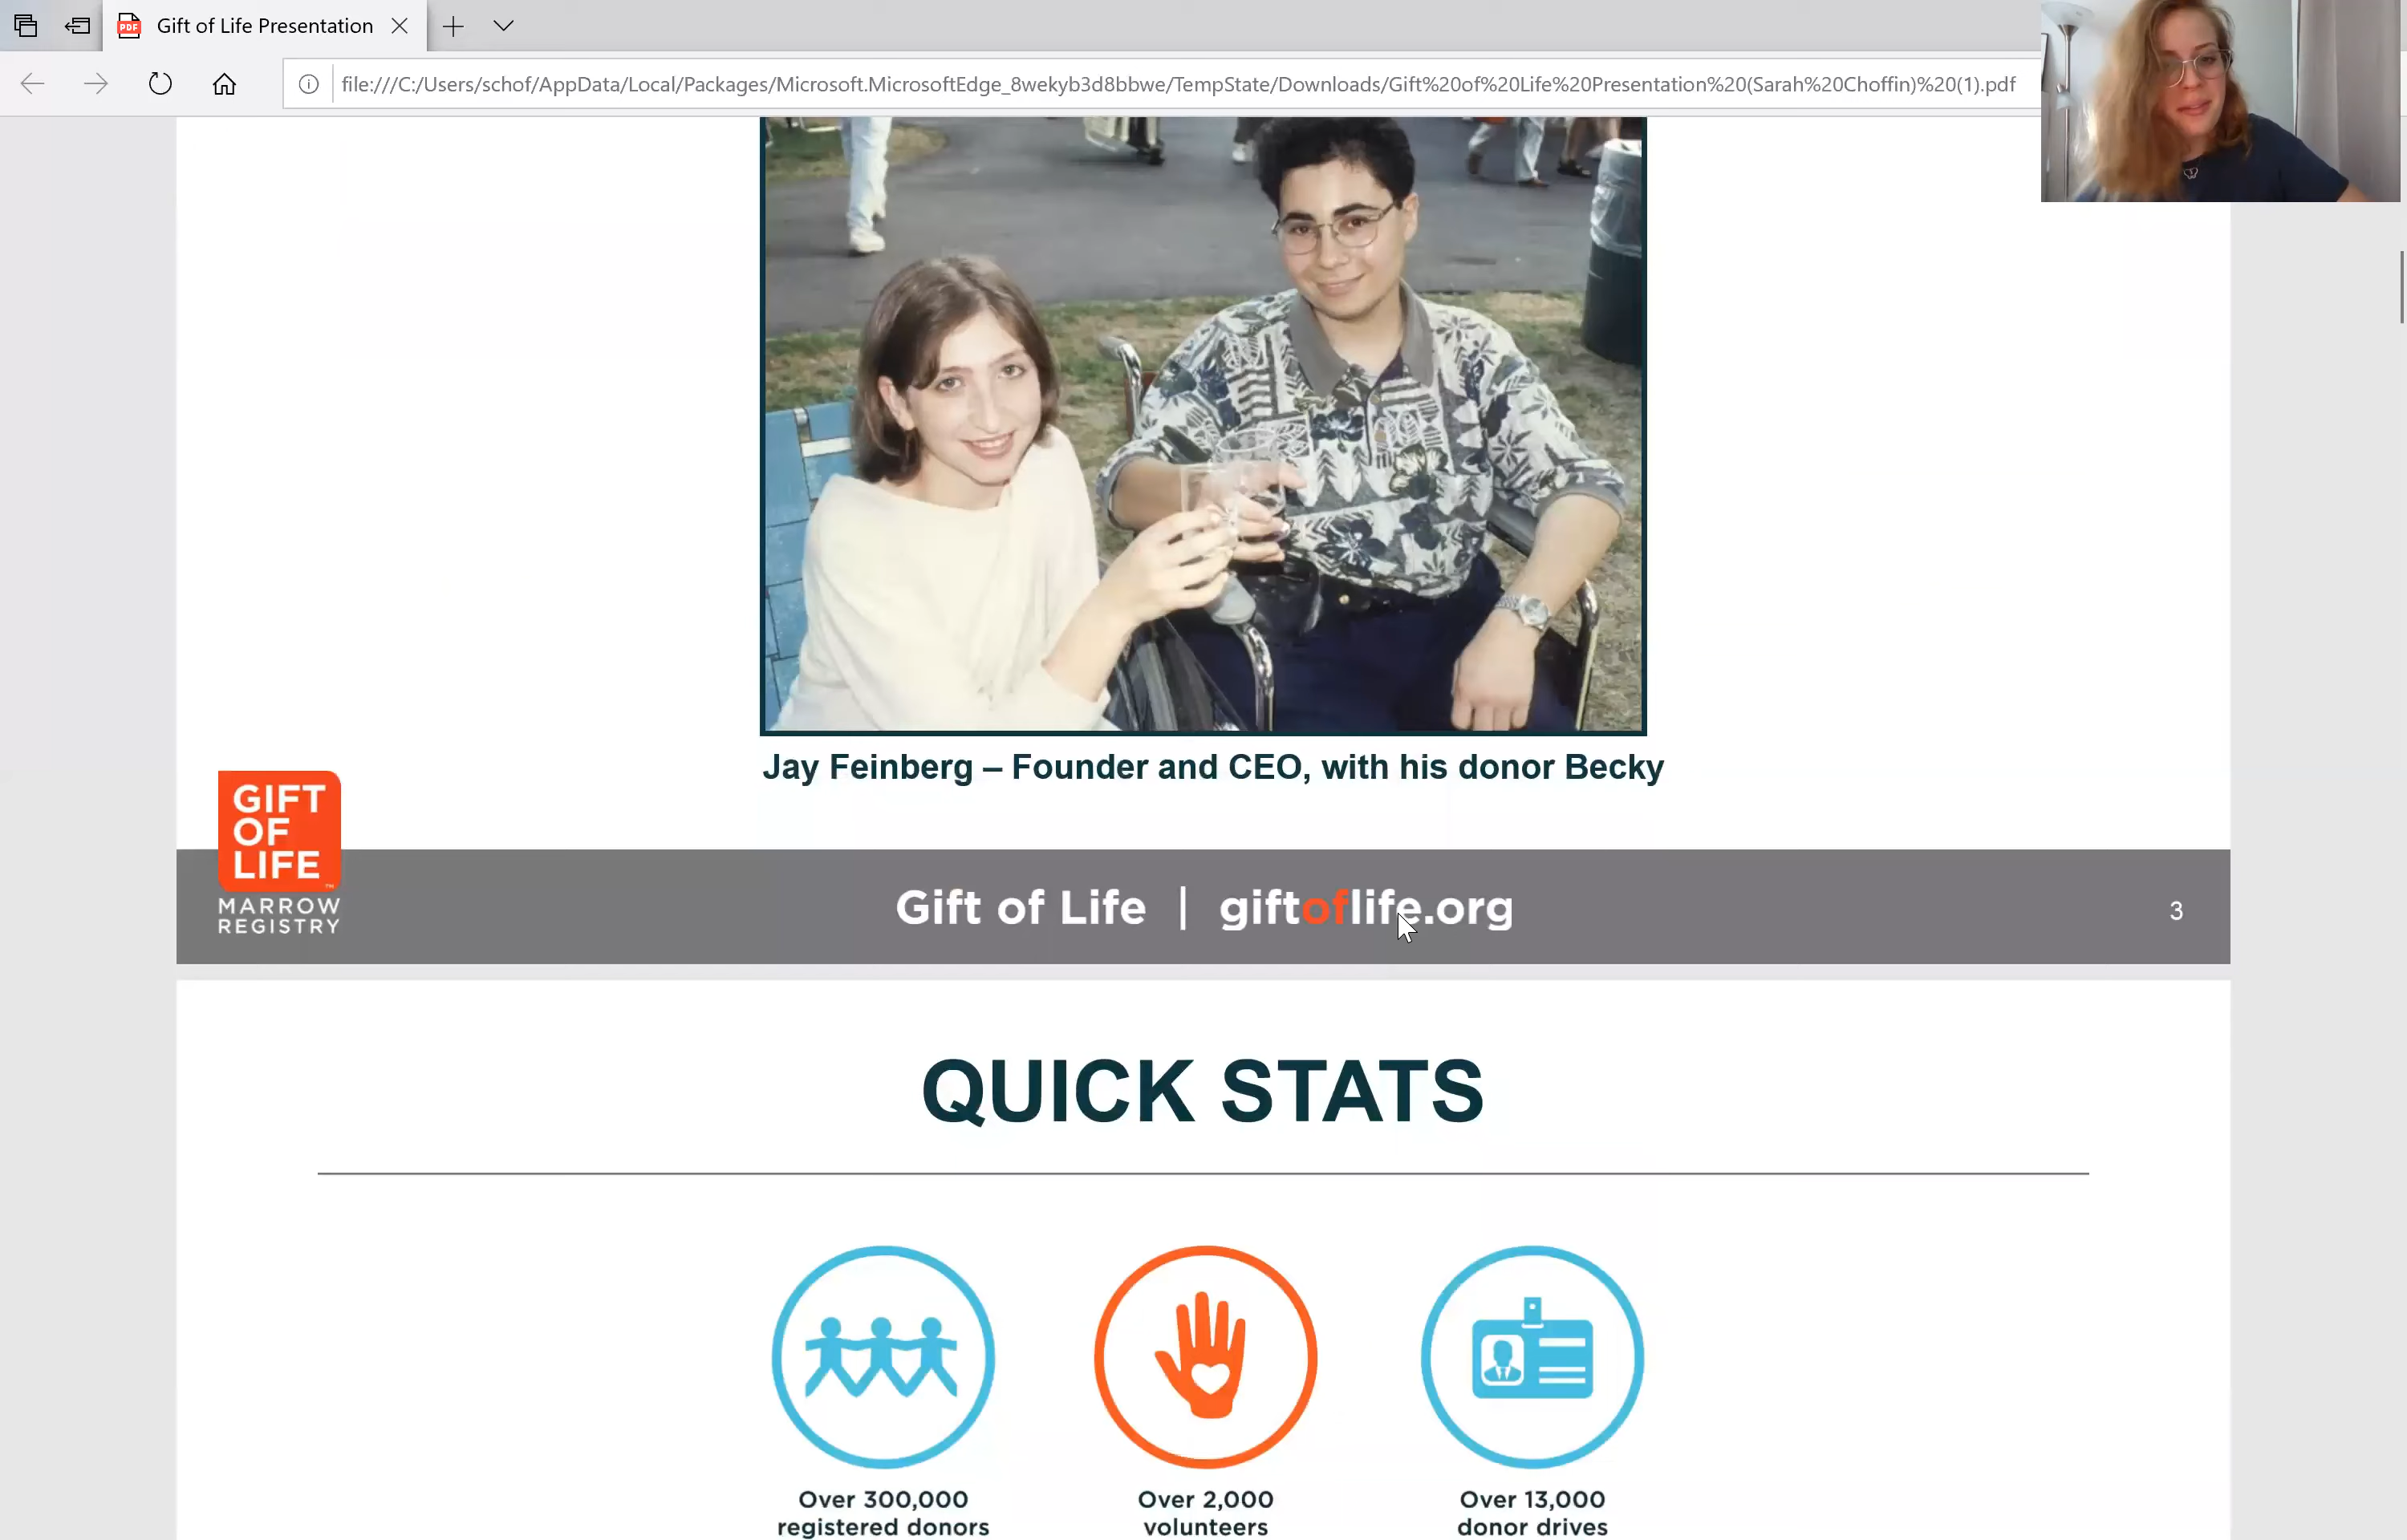 Gift of Life Presentation
file:///C:/Users/schof/AppData/Local/Packages/Microsoft.MicrosoftEdge_8wekyb3d8bbwe/TempState/Downloads/Gift%20of%20Life%20Presentation%20(Sarah%20Choffin)%20(1).pdf
Jay Feinberg – Founder and CEO, with his donor Becky
GIFT
OF
LIFE™
MARROW
REGISTRY
Gift of Life | giftoflife.org
3
QUICK STATS
Over 300,000
registered donors
Over 2,000
volunteers
Over 13,000
donor drives